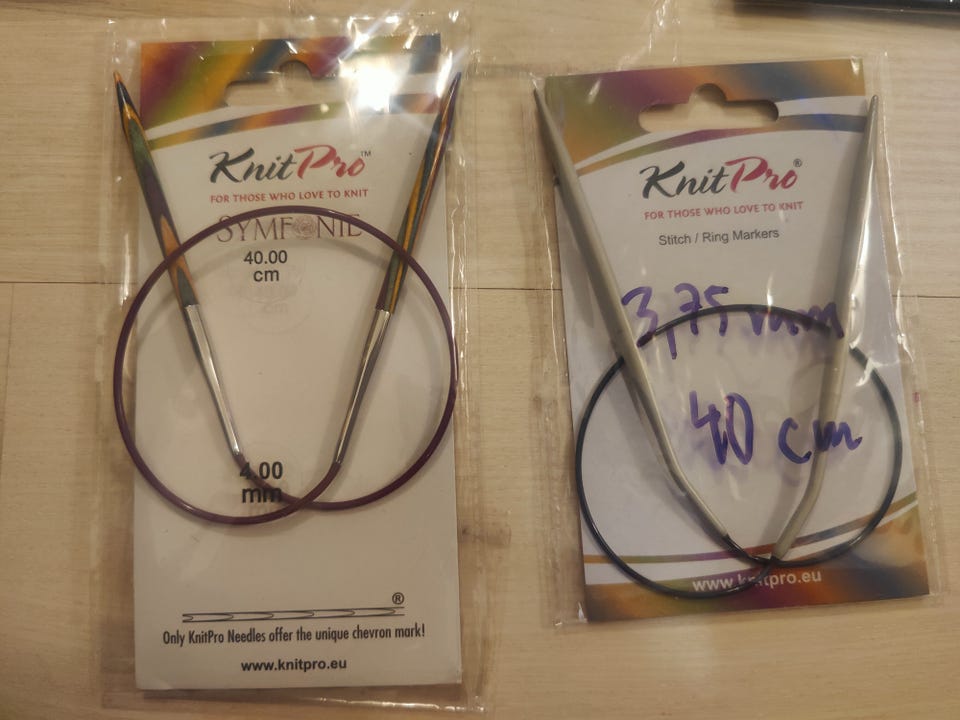 KnitPro™
FOR THOSE WHO LOVE TO KNIT
SYMFONIE
40.00
cm
4.00
mm
®
Only KnitPro Needles offer the unique chevron mark!
www.knitpro.eu
KnitPro®
FOR THOSE WHO LOVE TO KNIT
Stitch / Ring Markers
3,75 mm
40 cm
www.knitpro.eu